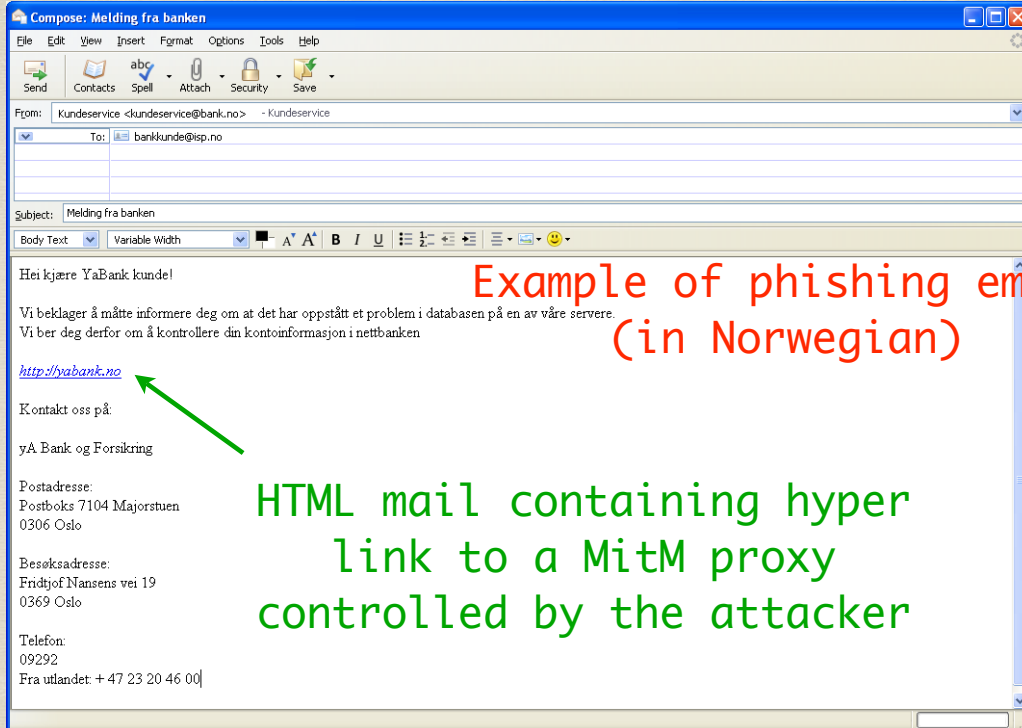 Compose: Melding fra banken
File Edit View Insert Format Options Tools Help
abc
Send Contacts Spell Attach Security Save
From: Kundeservice <kundeservice@bank.no> - Kundeservice
To: bankkunde@isp.no
Subject: Melding fra banken
Body Text Variable Width A A B I U
Hei kjære YaBank kunde!
Example of phishing em
Vi beklager å måtte informere deg om at det har oppstått et problem i databasen på en av våre servere.
Vi ber deg derfor om å kontrollere din kontoinformasjon i nettbanken
(in Norwegian)
http://yabank.no
Kontakt oss på:
yA Bank og Forsikring
HTML mail containing hyper
link to a MitM proxy
controlled by the attacker
Postadresse:
Postboks 7104 Majorstuen
0306 Oslo
Besøksadresse:
Fridtjof Nansens vei 19
0369 Oslo
Telefon:
09292
Fra utlandet: + 47 23 20 46 00